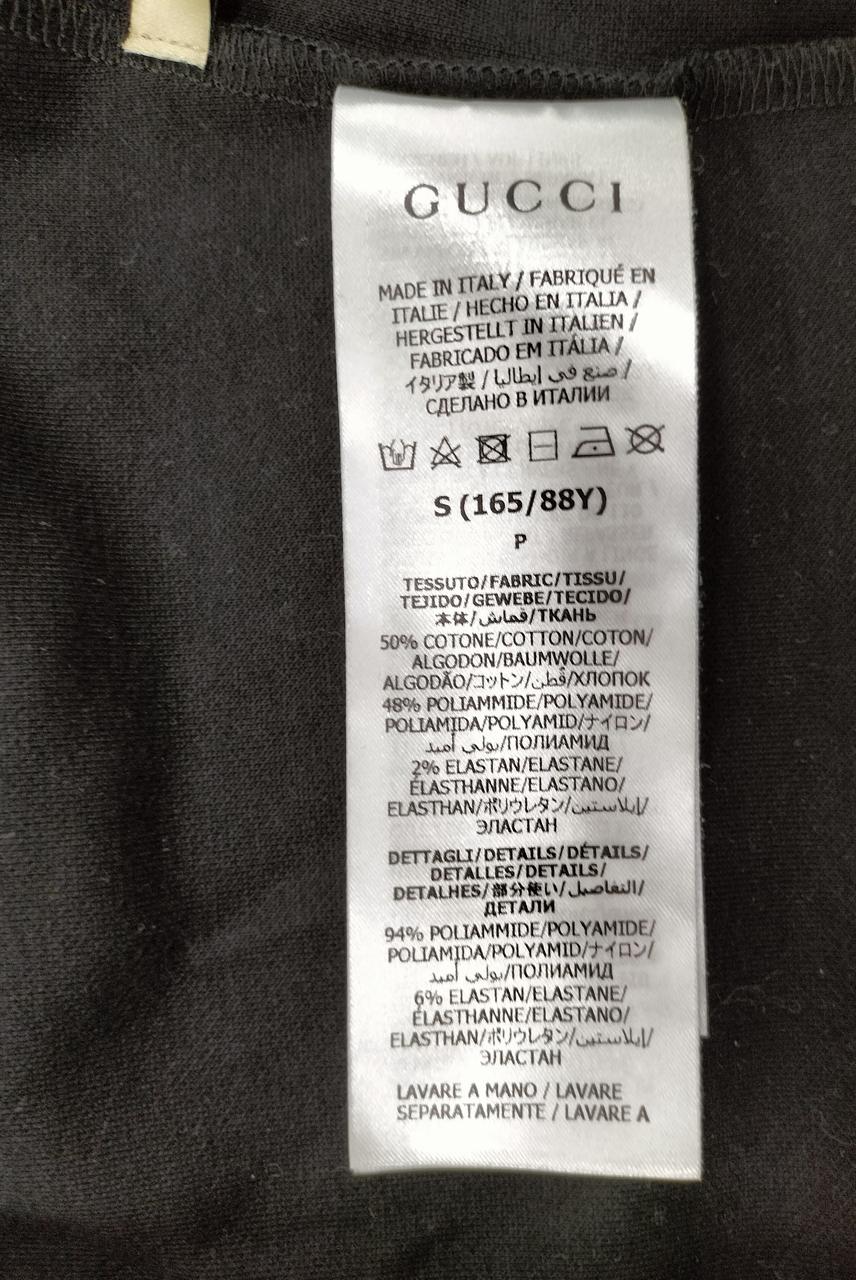 GUCCI
MADE IN ITALY / FABRIQUÉ EN
ITALIE / HECHO EN ITALIA /
HERGESTELLT IN ITALIEN /
FABRICADO EM ITÁLIA /
イタリア製 / صنع في إيطاليا /
СДЕЛАНО В ИТАЛИИ
S (165/88Y)
P
TESSUTO/FABRIC/TISSU/
TEJIDO/GEWEBE/TECIDO/
本体/قماش/ТКАНЬ
50% COTONE/COTTON/COTON/
ALGODON/BAUMWOLLE/
ALGODÃO/コットン/قطن/ХЛОПОК
48% POLIAMMIDE/POLYAMIDE/
POLIAMIDA/POLYAMID/ナイロン/
بولي أميد/ПОЛИАМИД
2% ELASTAN/ELASTANE/
ÉLASTHANNE/ELASTANO/
ELASTHAN/ポリウレタン/إيلاستين/
ЭЛАСТАН
DETTAGLI/DETAILS/DÉTAILS/
DETALLES/DETAILS/
DETALHES/部分使い/التفاصيل/
ДЕТАЛИ
94% POLIAMMIDE/POLYAMIDE/
POLIAMIDA/POLYAMID/ナイロン/
بولي أميد/ПОЛИАМИД
6% ELASTAN/ELASTANE/
ÉLASTHANNE/ELASTANO/
ELASTHAN/ポリウレタン/إيلاستين/
ЭЛАСТАН
LAVARE A MANO / LAVARE
SEPARATAMENTE / LAVARE A